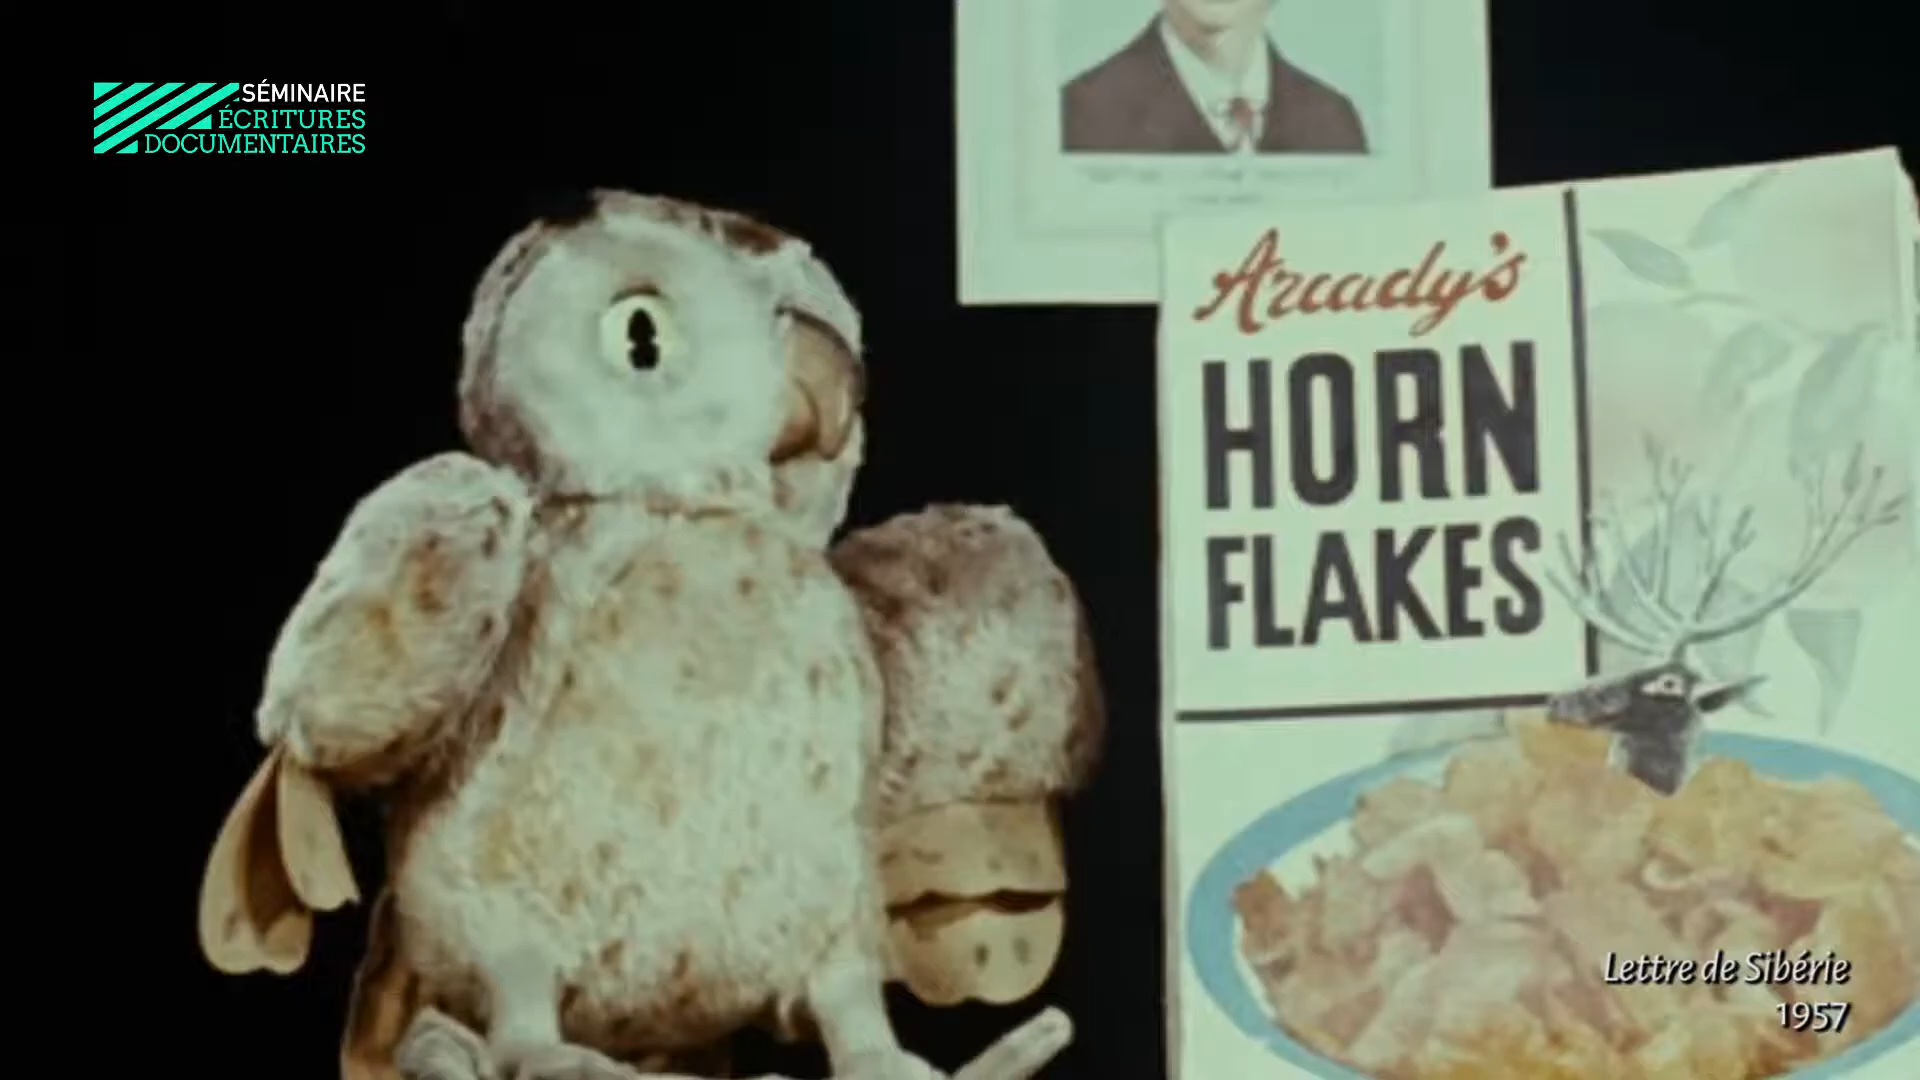 SÉMINAIRE
ÉCRITURES
DOCUMENTAIRES
Arcady's
HORN
FLAKES
Lettre de Sibérie
1957